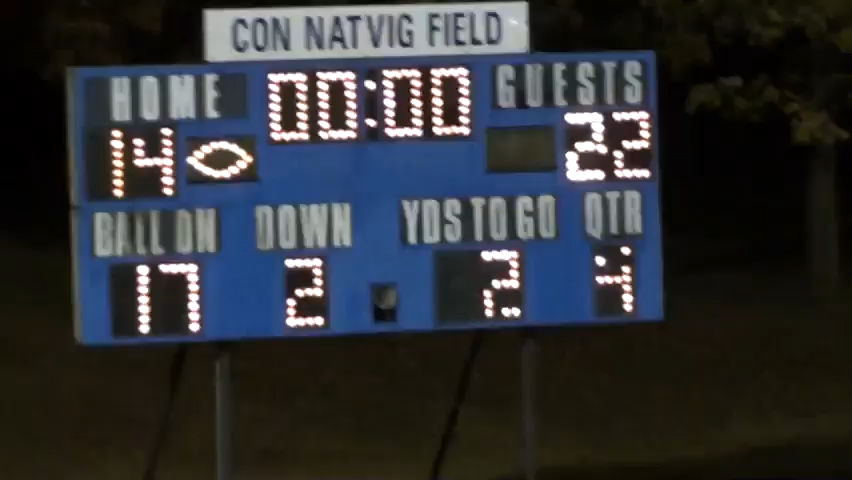 CON NATVIG FIELD
HOME 00:00 GUESTS
14 22
BALL ON DOWN YDS TO GO QTR
17 2 2 4